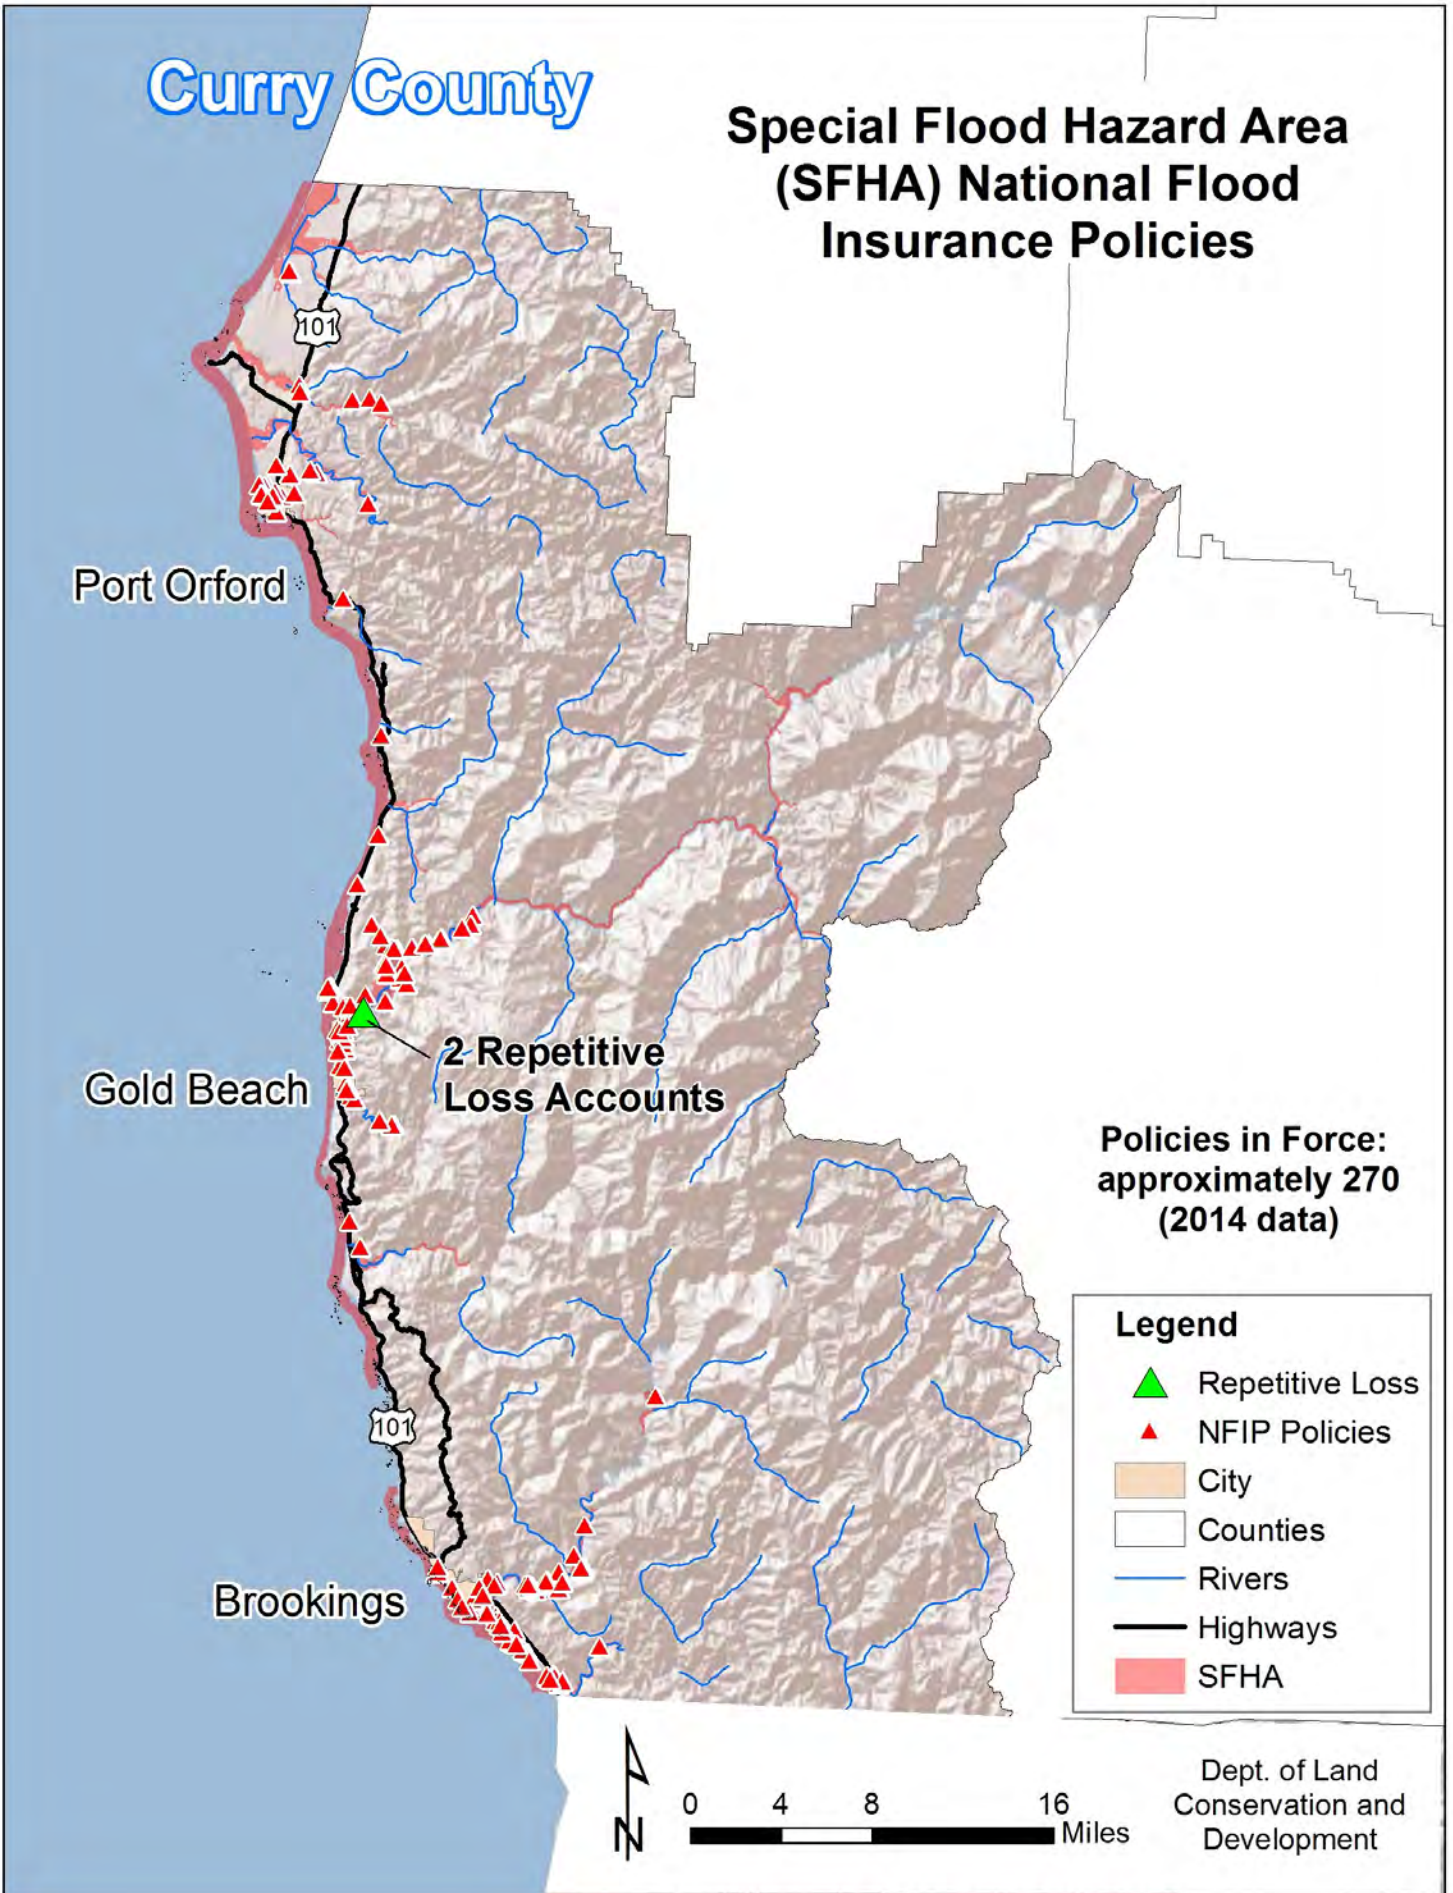 Curry County
Special Flood Hazard Area
(SFHA) National Flood
Insurance Policies
101
Port Orford
2 Repetitive
Loss Accounts
Gold Beach
Policies in Force:
approximately 270
(2014 data)
Legend
Repetitive Loss
NFIP Policies
City
Counties
Rivers
Highways
SFHA
101
Brookings
N
0 4 8 16
Miles
Dept. of Land
Conservation and
Development